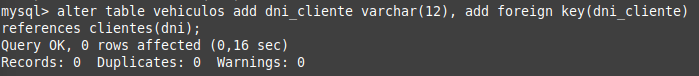 mysql> alter table vehiculos add dni_cliente varchar(12), add foreign key(dni_cliente)
references clientes(dni);
Query OK, 0 rows affected (0,16 sec)
Records: 0  Duplicates: 0  Warnings: 0